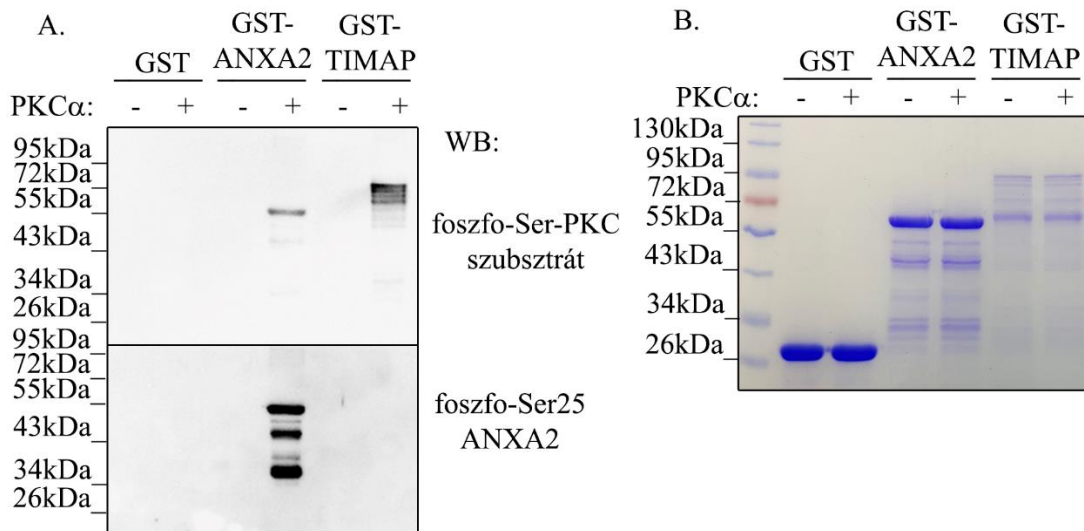 A.
GST
GST-
ANXA2
GST-
TIMAP
PKCα:
- + - + - +
95kDa
72kDa
55kDa
43kDa
34kDa
26kDa
95kDa
72kDa
55kDa
43kDa
34kDa
26kDa
WB:
foszfo-Ser-PKC
szubsztrát
foszfo-Ser25
ANXA2
B.
GST
GST-
ANXA2
GST-
TIMAP
PKCα:
- + - + - +
130kDa
95kDa
72kDa
55kDa
43kDa
34kDa
26kDa